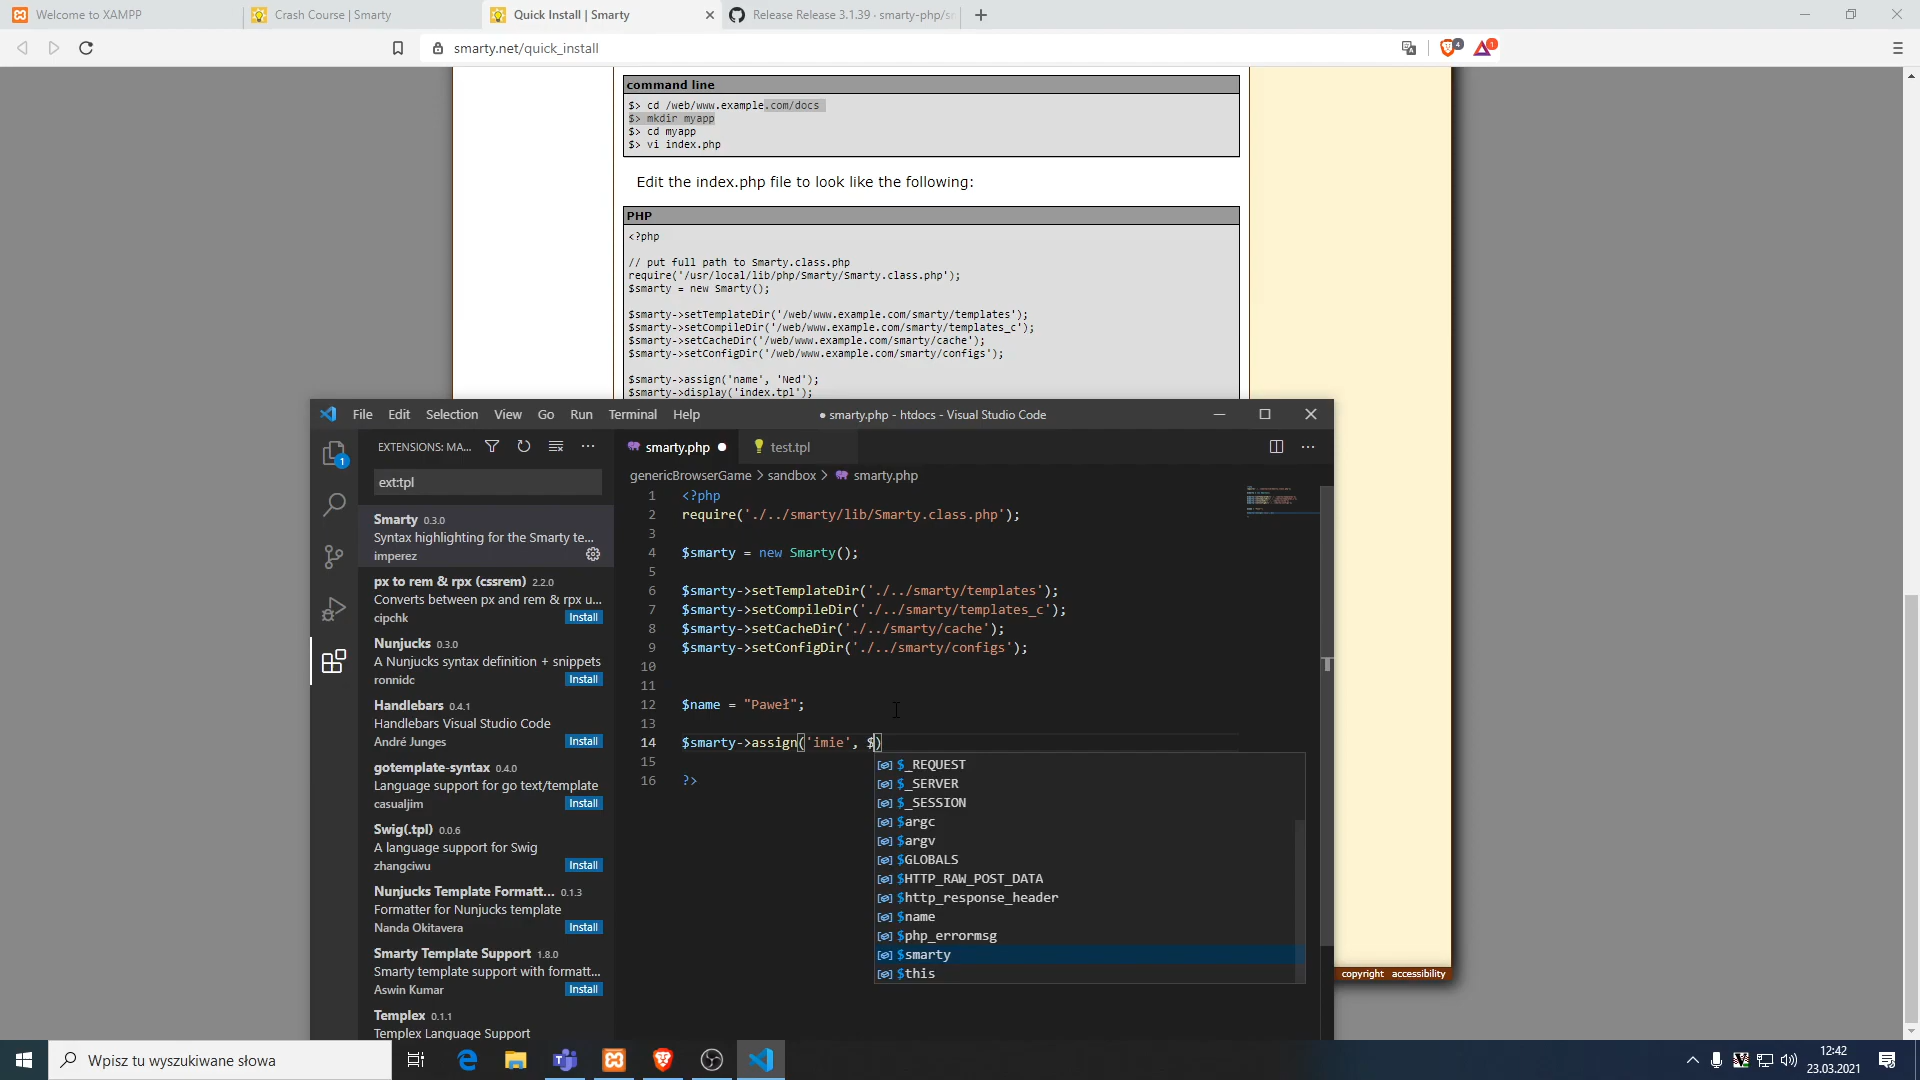 Welcome to XAMPP
Crash Course | Smarty
Quick Install | Smarty
Release Release 3.1.39 · smarty-php/s
smarty.net/quick_install
4
1
command line
$> cd /web/www.example.com/docs
$> mkdir myapp
$> cd myapp
$> vi index.php
Edit the index.php file to look like the following:
PHP
<?php
// put full path to Smarty.class.php
require('/usr/local/lib/php/Smarty/Smarty.class.php');
$smarty = new Smarty();
$smarty->setTemplateDir('/web/www.example.com/smarty/templates');
$smarty->setCompileDir('/web/www.example.com/smarty/templates_c');
$smarty->setCacheDir('/web/www.example.com/smarty/cache');
$smarty->setConfigDir('/web/www.example.com/smarty/configs');
$smarty->assign('name', 'Ned');
$smarty->display('index.tpl');
File Edit Selection View Go Run Terminal Help
● smarty.php - htdocs - Visual Studio Code
1
EXTENSIONS: MA...
ext:tpl
Smarty 0.3.0
Syntax highlighting for the Smarty te...
imperez
px to rem & rpx (cssrem) 2.2.0
Converts between px and rem & rpx u...
cipchk Install
Nunjucks 0.3.0
A Nunjucks syntax definition + snippets
ronnidc Install
Handlebars 0.4.1
Handlebars Visual Studio Code
André Junges Install
gotemplate-syntax 0.4.0
Language support for go text/template
casualjim Install
Swig(.tpl) 0.0.6
A language support for Swig
zhangciwu Install
Nunjucks Template Formatt... 0.1.3
Formatter for Nunjucks template
Nanda Okitavera Install
Smarty Template Support 1.8.0
Smarty template support with formatt...
Aswin Kumar Install
Templex 0.1.1
Templex Language Support
smarty.php ● test.tpl
genericBrowserGame > sandbox > smarty.php
1 <?php
2 require('./../smarty/lib/Smarty.class.php');
3
4 $smarty = new Smarty();
5
6 $smarty->setTemplateDir('./../smarty/templates');
7 $smarty->setCompileDir('./../smarty/templates_c');
8 $smarty->setCacheDir('./../smarty/cache');
9 $smarty->setConfigDir('./../smarty/configs');
10
11
12 $name = "Paweł";
13
14 $smarty->assign('imie', $)
15
16 ?>
$_REQUEST
$_SERVER
$_SESSION
$argc
$argv
$GLOBALS
$HTTP_RAW_POST_DATA
$http_response_header
$name
$php_errormsg
$smarty
$this
copyright accessibility
Wpisz tu wyszukiwane słowa
12:42
23.03.2021